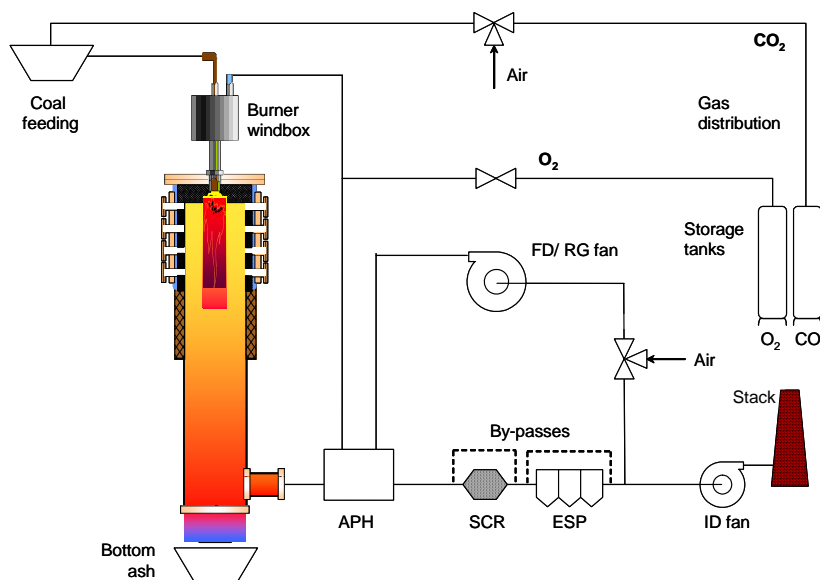 CO2
Air
Coal
feeding
Burner
windbox
Gas
distribution
O2
Storage
tanks
FD/ RG fan
O2
CO
Air
Stack
By-passes
APH
SCR
ESP
ID fan
Bottom
ash